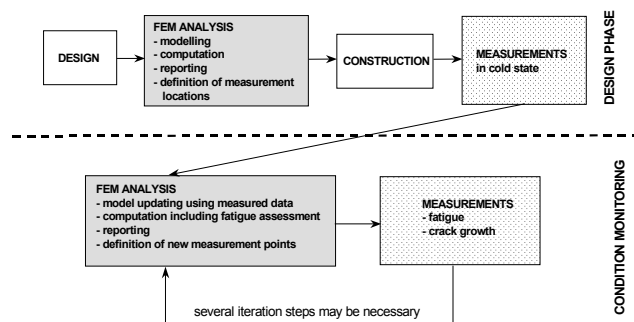 DESIGN
FEM ANALYSIS
- modelling
- computation
- reporting
- definition of measurement
locations
CONSTRUCTION
MEASUREMENTS
in cold state
DESIGN PHASE
FEM ANALYSIS
- model updating using measured data
- computation including fatigue assessment
- reporting
- definition of new measurement points
MEASUREMENTS
- fatigue
- crack growth
several iteration steps may be necessary
CONDITION MONITORING